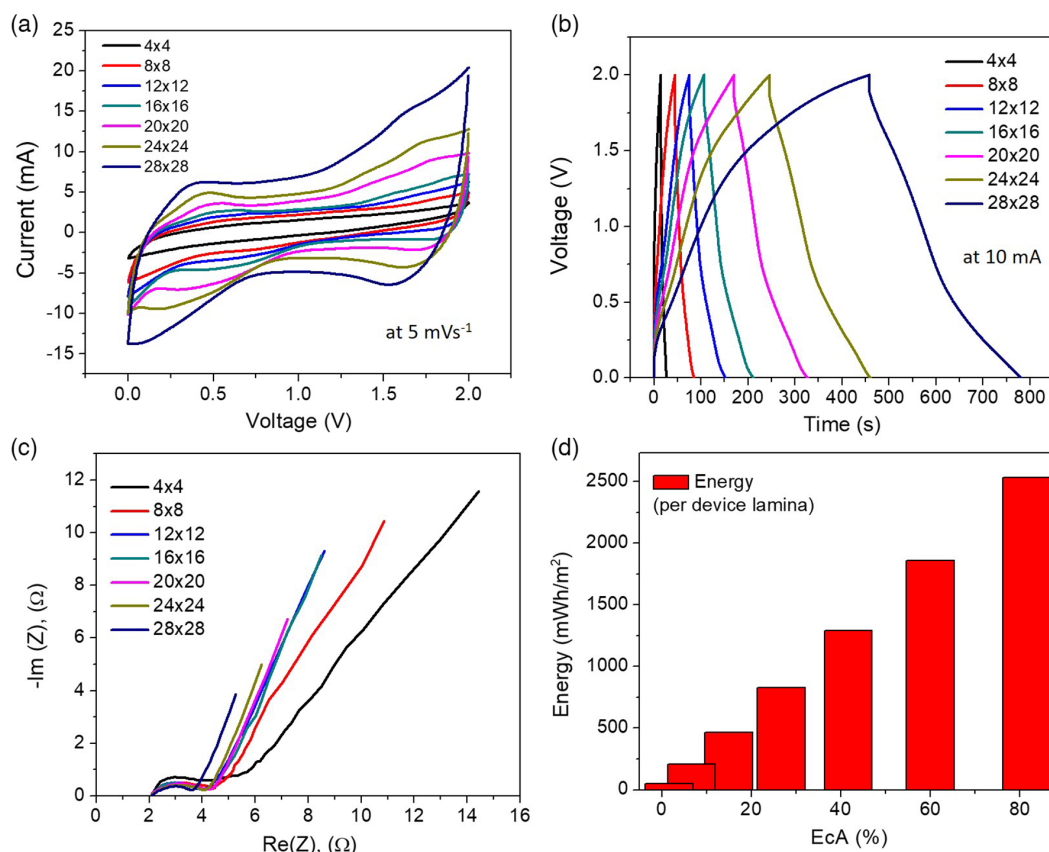 (a)
25
20
15
10
5
0
-5
-10
-15
Current (mA)
4x4
8x8
12x12
16x16
20x20
24x24
28x28
at 5 mVs-1
0.0 0.5 1.0 1.5 2.0
Voltage (V)
(b)
2.0
1.5
1.0
0.5
0.0
Voltage (V)
4x4
8x8
12x12
16x16
20x20
24x24
28x28
at 10 mA
0 100 200 300 400 500 600 700 800
Time (s)
(c)
12
10
8
6
4
2
0
-Im (Z), (Ω)
4x4
8x8
12x12
16x16
20x20
24x24
28x28
0 2 4 6 8 10 12 14 16
Re(Z), (Ω)
(d)
2500
2000
1500
1000
500
0
Energy (mWh/m²)
Energy
(per device lamina)
0 20 40 60 80
EcA (%)